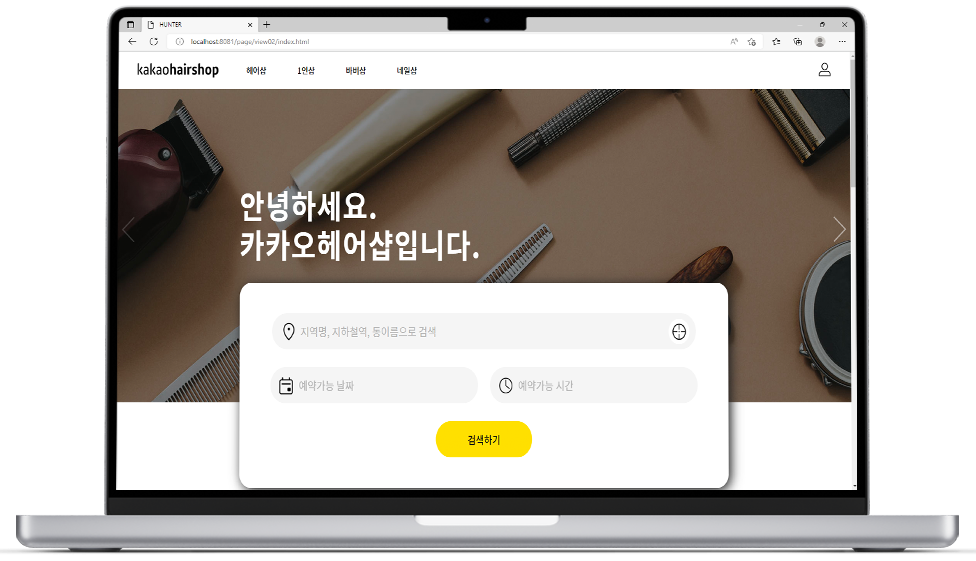 HUNTER
localhost:8081/page/view02/index.html
kakaohairshop 헤어샵 1인샵 바버샵 네일샵
안녕하세요.
카카오헤어샵입니다.
지역명, 지하철역, 동이름으로 검색
예약가능 날짜 예약가능 시간
검색하기